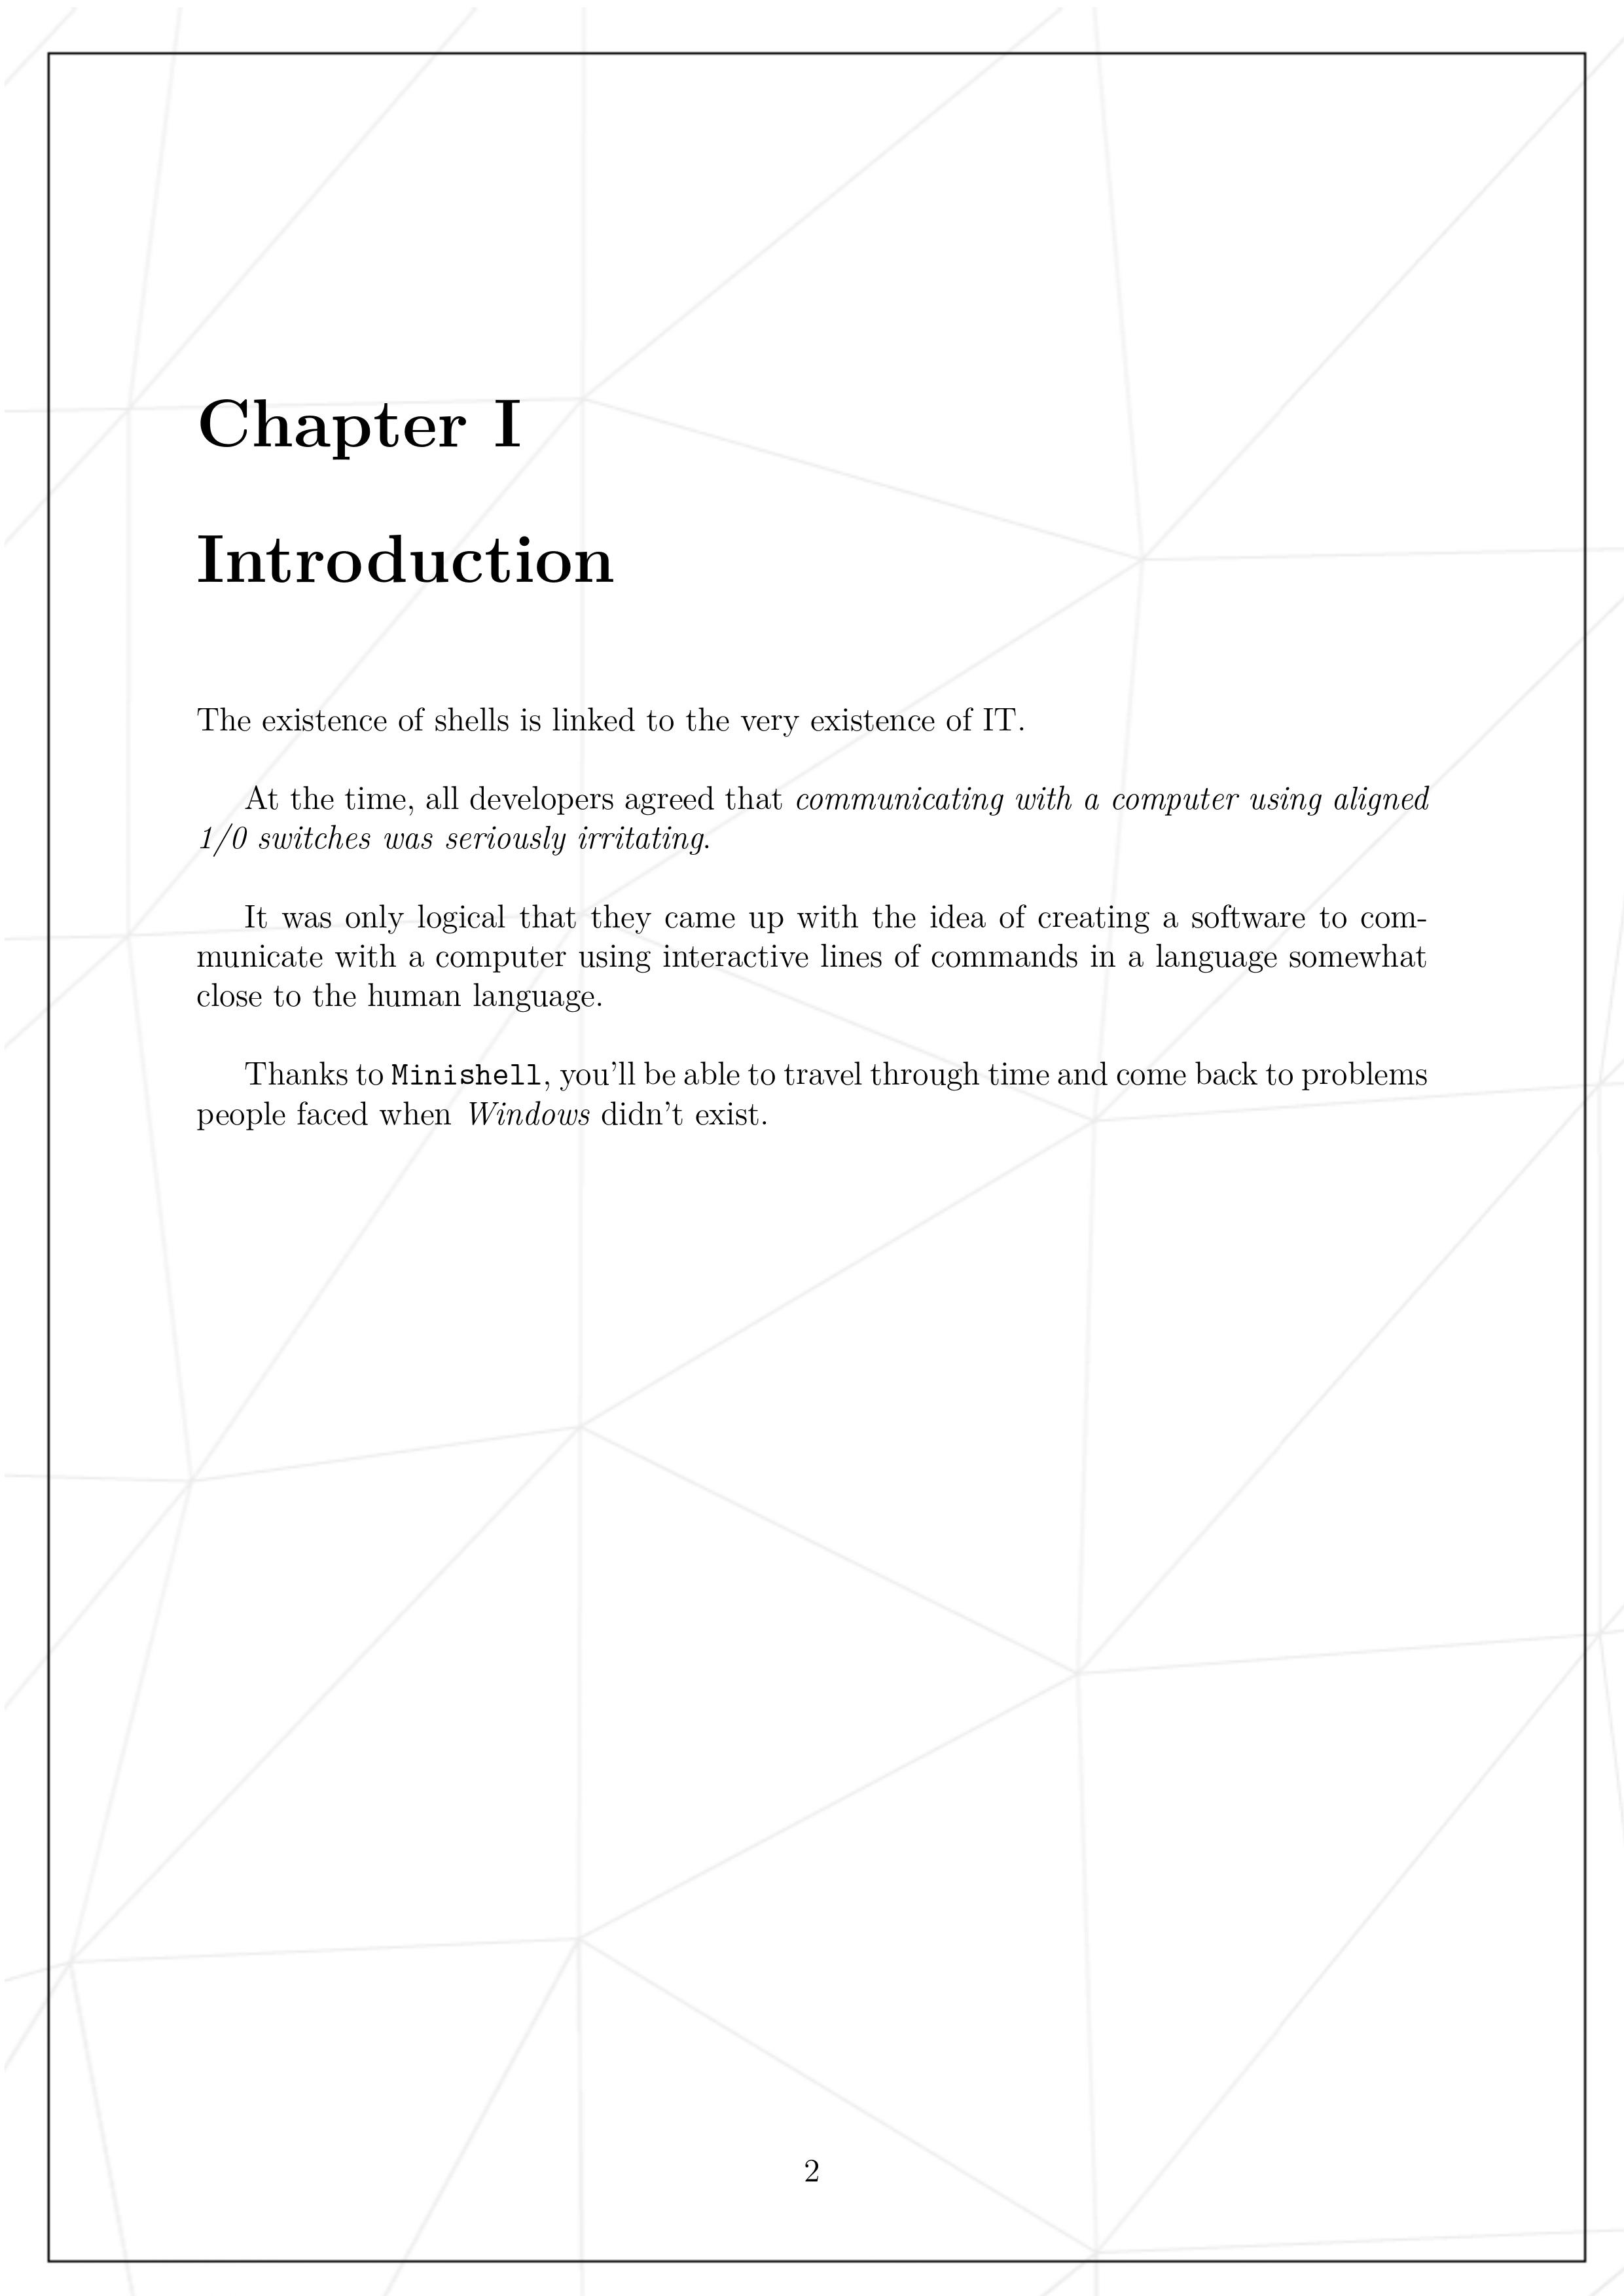 Chapter I
Introduction
The existence of shells is linked to the very existence of IT.
At the time, all developers agreed that communicating with a computer using aligned
1/0 switches was seriously irritating.
It was only logical that they came up with the idea of creating a software to com-
municate with a computer using interactive lines of commands in a language somewhat
close to the human language.
Thanks to Minishell, you'll be able to travel through time and come back to problems
people faced when Windows didn't exist.
2